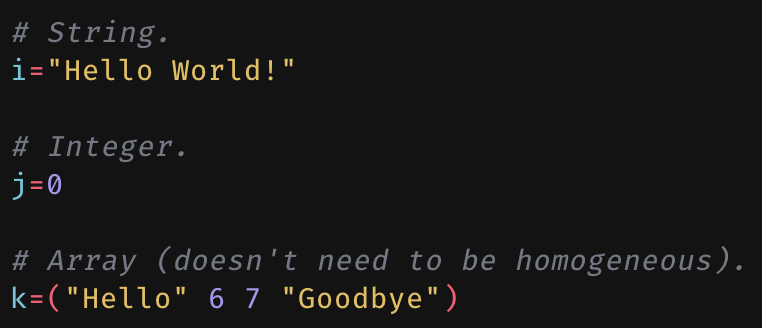 # String.
i="Hello World!"
# Integer.
j=0
# Array (doesn't need to be homogeneous).
k=("Hello" 6 7 "Goodbye")